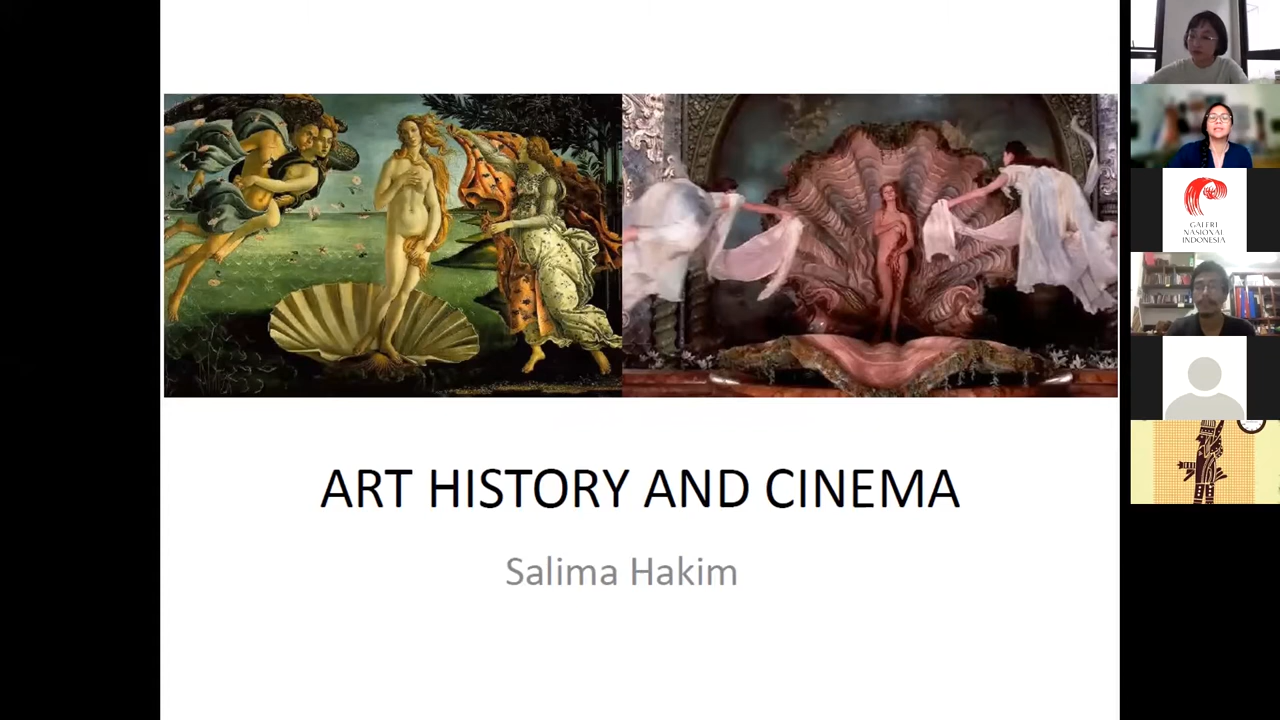 ART HISTORY AND CINEMA
Salima Hakim
GALERI
NASIONAL
INDONESIA